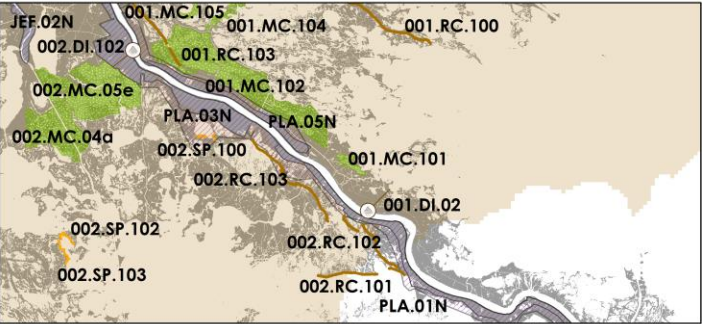 001.MC.105
JEF.02N
001.MC.104
001.RC.100
002.DI.102
001.RC.103
002.MC.05e
001.MC.102
PLA.03N
PLA.05N
002.MC.04a
002.SP.100
001.MC.101
002.RC.103
001.DI.02
002.SP.102
002.RC.102
002.SP.103
002.RC.101
PLA.01N